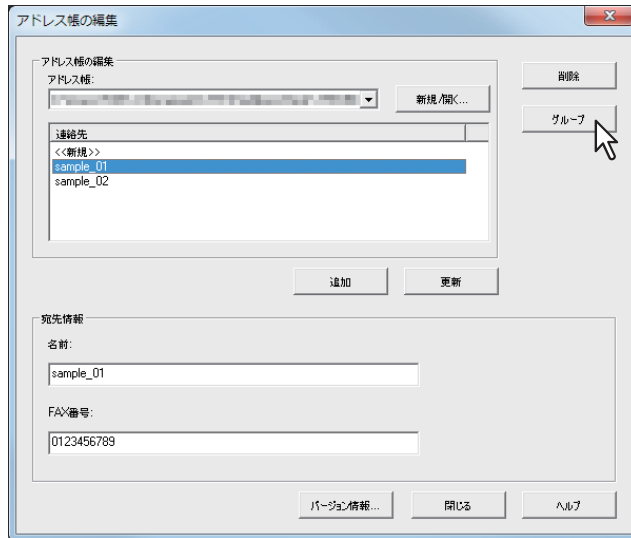 アドレス帳の編集
アドレス帳の編集
アドレス帳:
新規/開く...
削除
グループ
連絡先
<<新規>>
sample_01
sample_02
追加
更新
宛先情報
名前:
sample_01
FAX番号:
0123456789
バージョン情報...
閉じる
ヘルプ